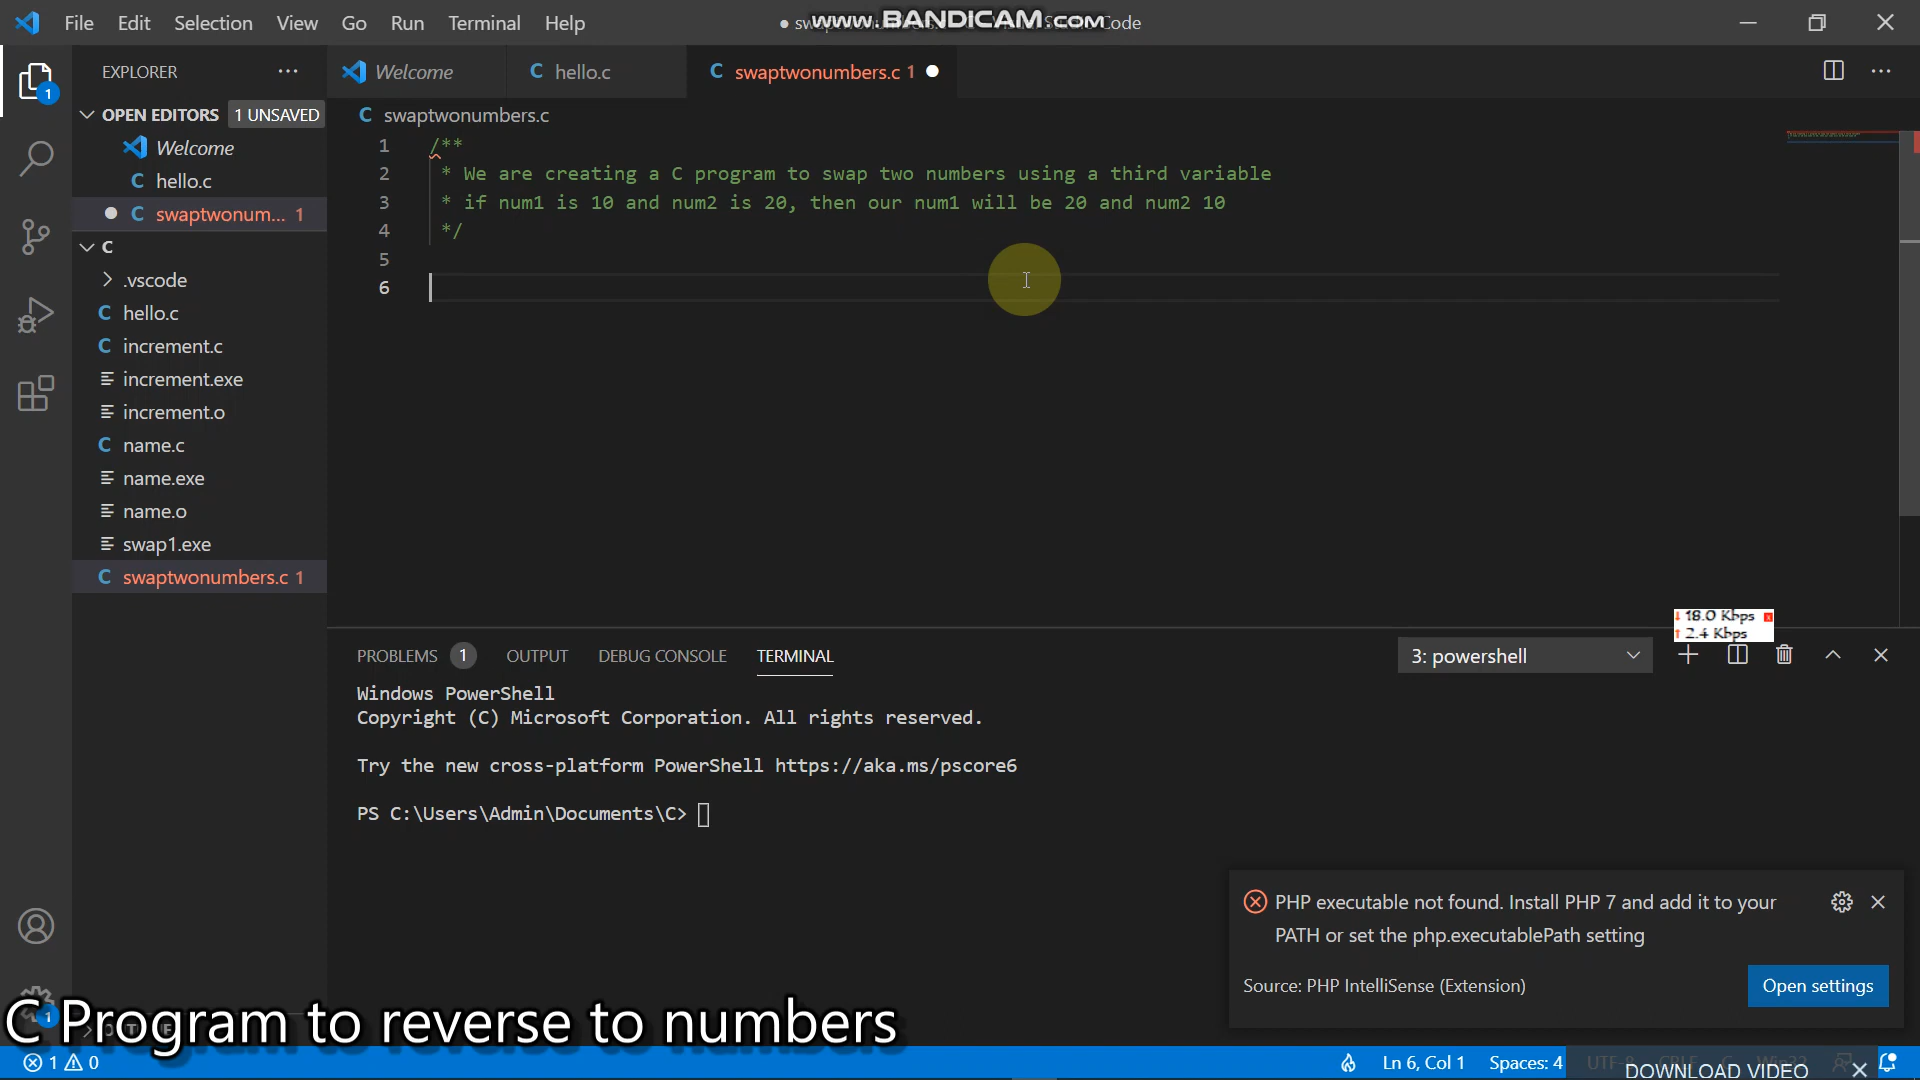 File Edit Selection View Go Run Terminal Help
www.BANDICAM.com
Code
EXPLORER
Welcome
hello.c
swaptwonumbers.c 1
OPEN EDITORS 1 UNSAVED
Welcome
hello.c
swaptwonum... 1
C
.vscode
hello.c
increment.c
increment.exe
increment.o
name.c
name.exe
name.o
swap1.exe
swaptwonumbers.c 1
swaptwonumbers.c
1 /**
2 * We are creating a C program to swap two numbers using a third variable
3 * if num1 is 10 and num2 is 20, then our num1 will be 20 and num2 10
4 */
5
6
18.0 Kbps
2.4 Kbps
PROBLEMS 1 OUTPUT DEBUG CONSOLE TERMINAL
3: powershell
Windows PowerShell
Copyright (C) Microsoft Corporation. All rights reserved.
Try the new cross-platform PowerShell https://aka.ms/pscore6
PS C:\Users\Admin\Documents\C>
PHP executable not found. Install PHP 7 and add it to your
PATH or set the php.executablePath setting
Source: PHP IntelliSense (Extension)
Open settings
C Program to reverse to numbers
1 0
Ln 6, Col 1 Spaces: 4 UTF-8 CRLF C Win32
DOWNLOAD VIDEO